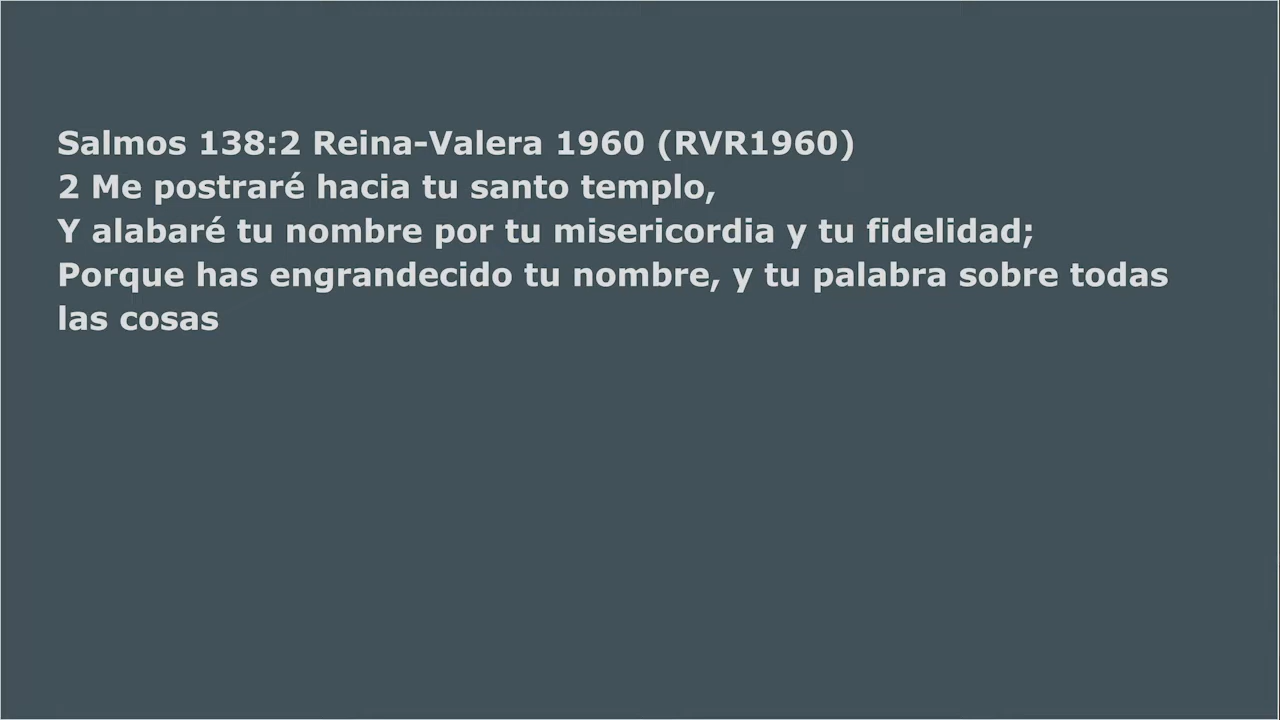 Salmos 138:2 Reina-Valera 1960 (RVR1960)
2 Me postraré hacia tu santo templo,
Y alabaré tu nombre por tu misericordia y tu fidelidad;
Porque has engrandecido tu nombre, y tu palabra sobre todas
las cosas